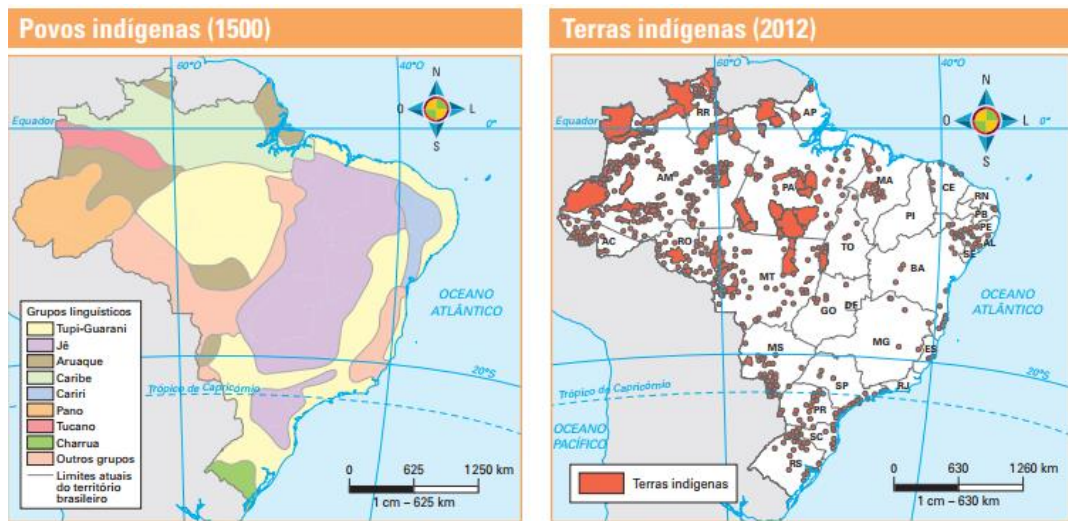 Povos indígenas (1500)
60°O
40°O
N
O
L
S
Equador
0°
OCEANO
ATLÂNTICO
20°S
Trópico de Capricórnio
Grupos linguísticos
Tupi-Guarani
Jê
Aruaque
Caribe
Cariri
Pano
Tucano
Charrua
Outros grupos
Limites atuais
do território
brasileiro
0 625 1250 km
1 cm – 625 km
Terras indígenas (2012)
60°O
40°O
N
O
L
S
Equador
0°
RR
AP
AM
PA
MA
CE
RN
PB
PE
AL
SE
PI
AC
RO
TO
BA
MT
DF
GO
MG
ES
MS
SP
RJ
PR
SC
RS
OCEANO
ATLÂNTICO
20°S
Trópico de Capricórnio
OCEANO
PACÍFICO
Terras indígenas
0 630 1260 km
1 cm – 630 km